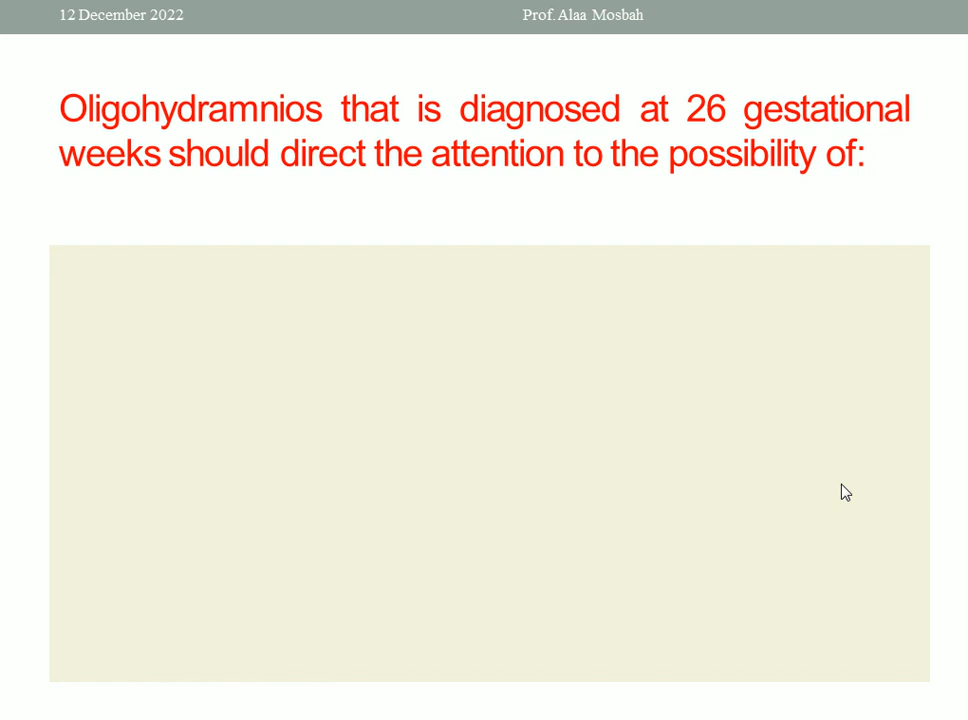 12 December 2022
Prof. Alaa Mosbah
Oligohydramnios that is diagnosed at 26 gestational
weeks should direct the attention to the possibility of: